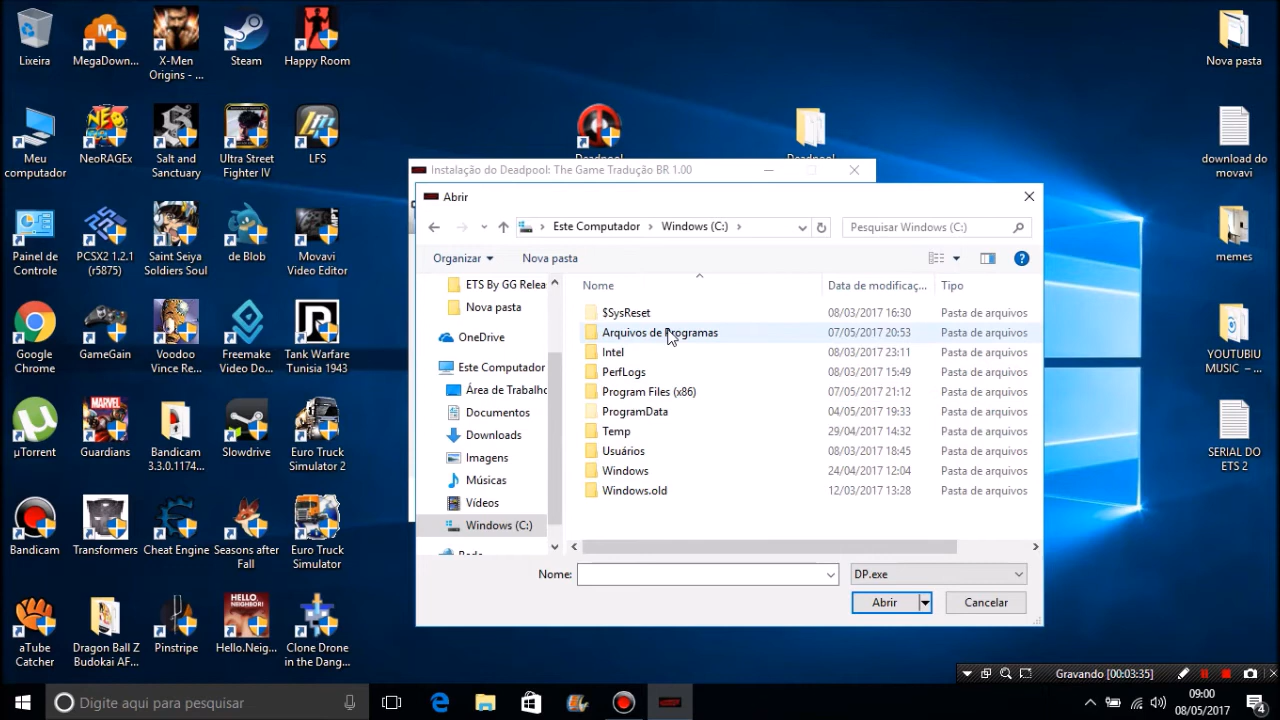 Lixeira
MegaDown...
X-Men
Origins - ...
Steam
Happy Room
Nova pasta
Meu
computador
NeoRAGEx
Salt and
Sanctuary
Ultra Street
Fighter IV
LFS
Deadpool
Deadpool
download do
movavi
Painel de
Controle
PCSX2 1.2.1
(r5875)
Saint Seiya
Soldiers Soul
de Blob
Movavi
Video Editor
memes
Google
Chrome
GameGain
Voodoo
Vince Re...
Freemake
Video Do...
Tank Warfare
Tunisia 1943
YOUTUBIU
MUSIC – ...
µTorrent
MARVEL
Guardians
Bandicam
3.3.0.1174...
Slowdrive
Euro Truck
Simulator 2
SERIAL DO
ETS 2
Bandicam
Transformers
Cheat Engine
Seasons after
Fall
Euro Truck
Simulator
aTube
Catcher
Dragon Ball Z
Budokai AF...
Pinstripe
HELLO,
NEIGHBOR!
Hello.Neig...
Clone Drone
in the Dang...
Instalação do Deadpool: The Game Tradução BR 1.00
Abrir
Este Computador > Windows (C:) >
Pesquisar Windows (C:)
Organizar
Nova pasta
ETS By GG Relea
Nova pasta
OneDrive
Este Computador
Área de Trabalho
Documentos
Downloads
Imagens
Músicas
Vídeos
Windows (C:)
Rede
Nome Data de modificaç... Tipo
$SysReset 08/03/2017 16:30 Pasta de arquivos
Arquivos de Programas 07/05/2017 20:53 Pasta de arquivos
Intel 08/03/2017 23:11 Pasta de arquivos
PerfLogs 08/03/2017 15:49 Pasta de arquivos
Program Files (x86) 07/05/2017 21:12 Pasta de arquivos
ProgramData 04/05/2017 19:33 Pasta de arquivos
Temp 29/04/2017 14:32 Pasta de arquivos
Usuários 08/03/2017 18:45 Pasta de arquivos
Windows 24/04/2017 12:04 Pasta de arquivos
Windows.old 12/03/2017 13:28 Pasta de arquivos
Nome:
DP.exe
Abrir
Cancelar
Gravando [00:03:35]
Digite aqui para pesquisar
09:00
08/05/2017
4